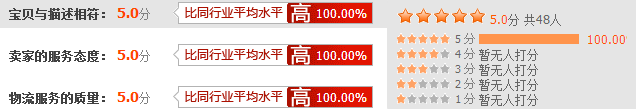 宝贝与描述相符： 5.0分 比同行业平均水平 高 100.00%
卖家的服务态度： 5.0分 比同行业平均水平 高 100.00%
物流服务的质量： 5.0分 比同行业平均水平 高 100.00%
5.0分 共48人
5 分 100.00
4 分 暂无人打分
3 分 暂无人打分
2 分 暂无人打分
1 分 暂无人打分